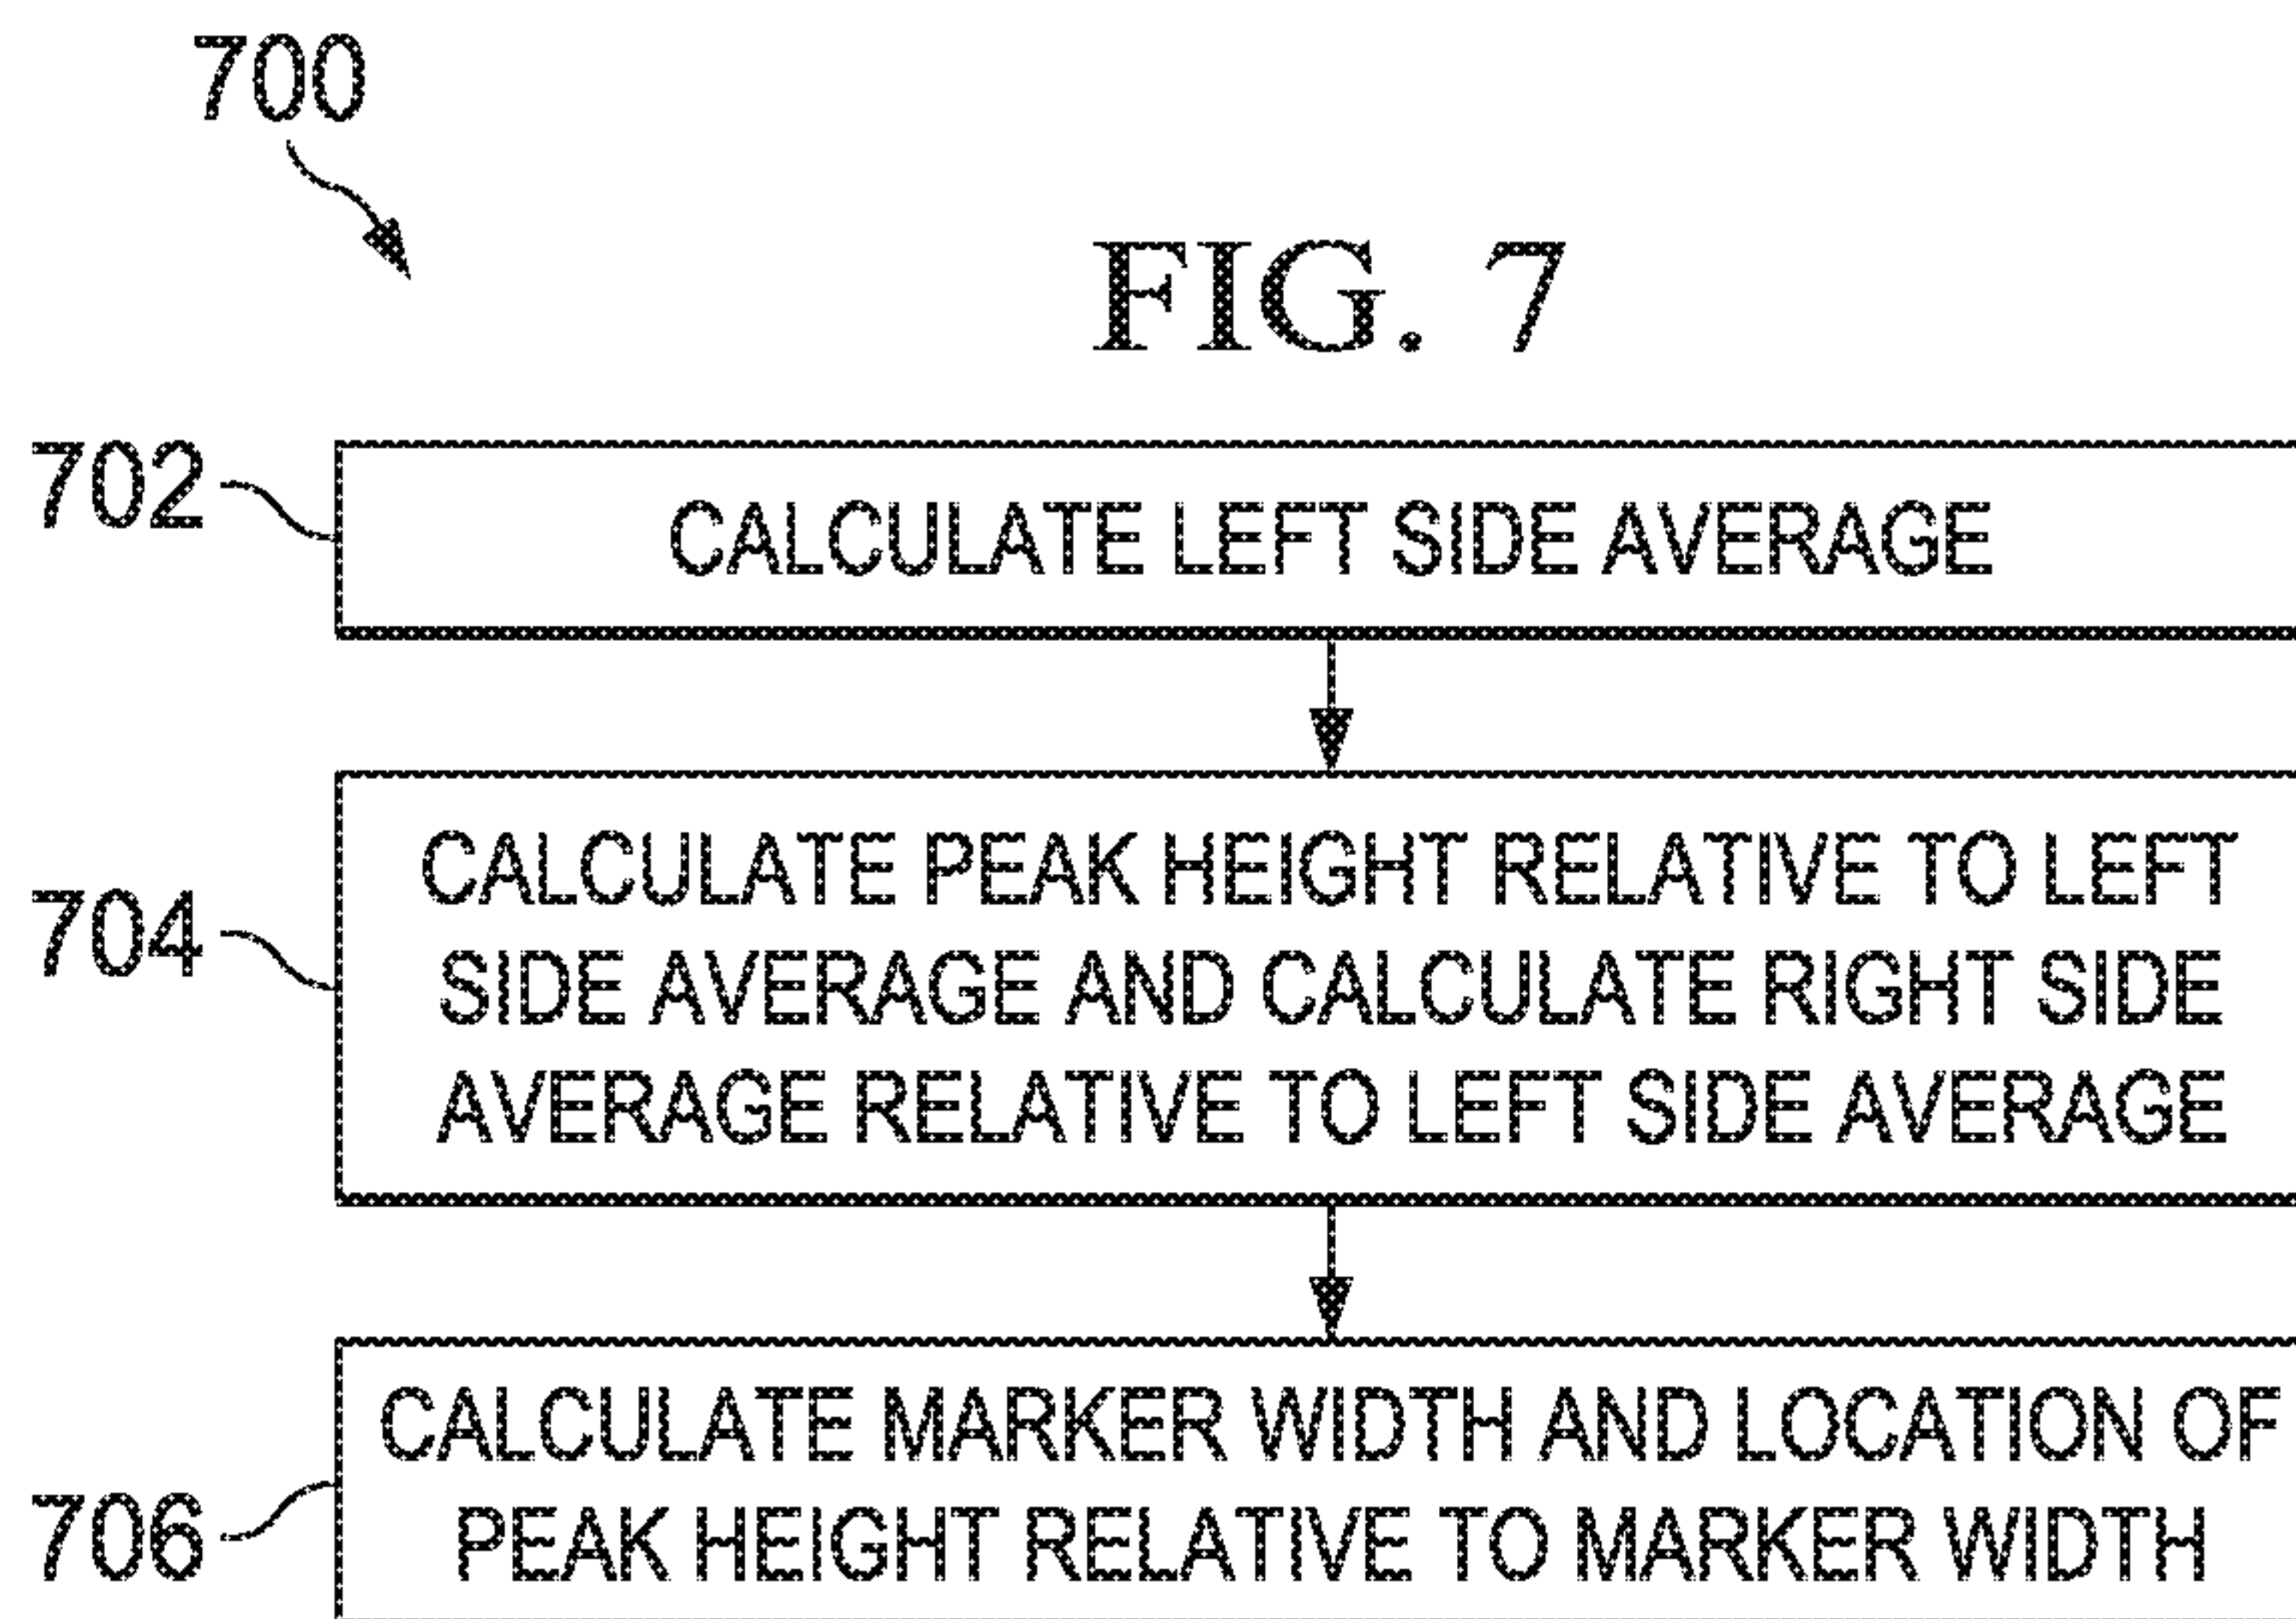 700
FIG. 7
702
CALCULATE LEFT SIDE AVERAGE
704
CALCULATE PEAK HEIGHT RELATIVE TO LEFT
SIDE AVERAGE AND CALCULATE RIGHT SIDE
AVERAGE RELATIVE TO LEFT SIDE AVERAGE
706
CALCULATE MARKER WIDTH AND LOCATION OF
PEAK HEIGHT RELATIVE TO MARKER WIDTH